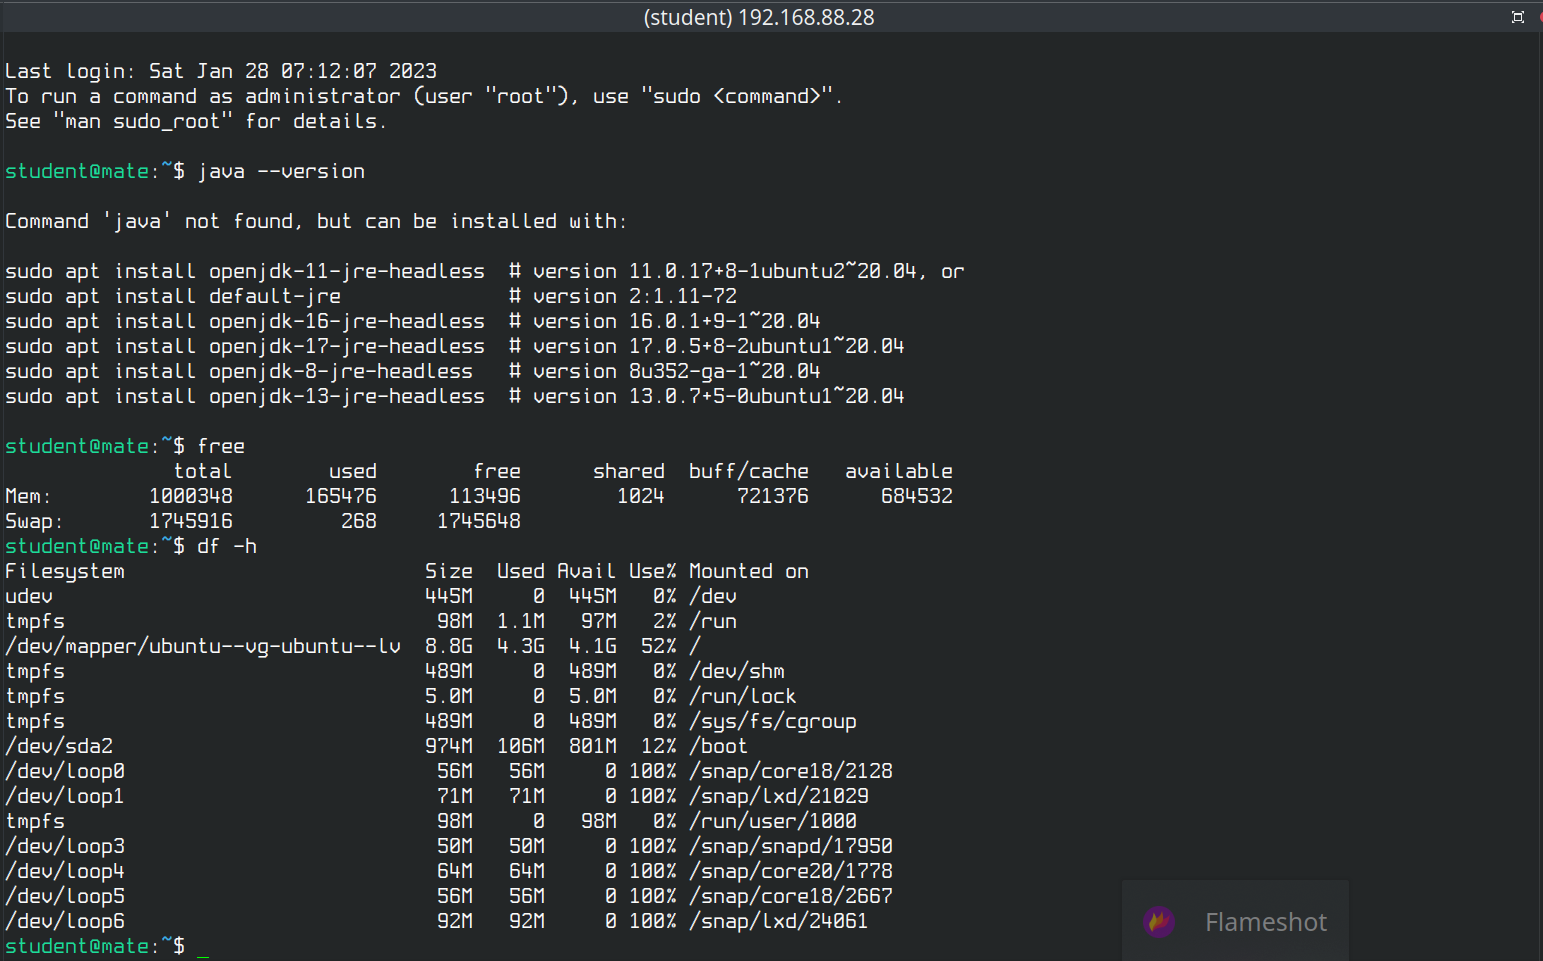 (student) 192.168.88.28
Last login: Sat Jan 28 07:12:07 2023
To run a command as administrator (user "root"), use "sudo <command>".
See "man sudo_root" for details.
student@mate:~$ java --version
Command 'java' not found, but can be installed with:
sudo apt install openjdk-11-jre-headless  # version 11.0.17+8-1ubuntu2~20.04, or
sudo apt install default-jre              # version 2:1.11-72
sudo apt install openjdk-16-jre-headless  # version 16.0.1+9-1~20.04
sudo apt install openjdk-17-jre-headless  # version 17.0.5+8-2ubuntu1~20.04
sudo apt install openjdk-8-jre-headless   # version 8u352-ga-1~20.04
sudo apt install openjdk-13-jre-headless  # version 13.0.7+5-0ubuntu1~20.04
student@mate:~$ free
              total        used        free      shared  buff/cache   available
Mem:        1000348      165476      113496        1024      721376      684532
Swap:       1745916         268     1745648
student@mate:~$ df -h
Filesystem                         Size  Used Avail Use% Mounted on
udev                               445M     0  445M   0% /dev
tmpfs                               98M  1.1M   97M   2% /run
/dev/mapper/ubuntu--vg-ubuntu--lv  8.8G  4.3G  4.1G  52% /
tmpfs                              489M     0  489M   0% /dev/shm
tmpfs                              5.0M     0  5.0M   0% /run/lock
tmpfs                              489M     0  489M   0% /sys/fs/cgroup
/dev/sda2                          974M  106M  801M  12% /boot
/dev/loop0                          56M   56M     0 100% /snap/core18/2128
/dev/loop1                          71M   71M     0 100% /snap/lxd/21029
tmpfs                               98M     0   98M   0% /run/user/1000
/dev/loop3                          50M   50M     0 100% /snap/snapd/17950
/dev/loop4                          64M   64M     0 100% /snap/core20/1778
/dev/loop5                          56M   56M     0 100% /snap/core18/2667
/dev/loop6                          92M   92M     0 100% /snap/lxd/24061
student@mate:~$ _
Flameshot